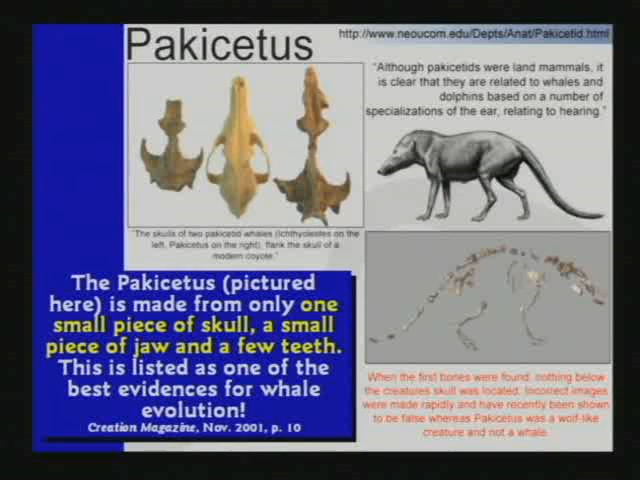 Pakicetus
http://www.neoucom.edu/Depts/Anat/Pakicetid.html
"Although pakicetids were land mammals, it
is clear that they are related to whales and
dolphins based on a number of
specializations of the ear, relating to hearing."
"The skulls of two pakicetid whales (Ichthyolestes on the
left, Pakicetus on the right), flank the skull of a
modern coyote."
The Pakicetus (pictured
here) is made from only one
small piece of skull, a small
piece of jaw and a few teeth.
This is listed as one of the
best evidences for whale
evolution!
Creation Magazine, Nov. 2001, p. 10
When the first bones were found, nothing below
the creatures skull was located. Incorrect images
were made rapidly and have recently been shown
to be false whereas Pakicetus was a wolf-like
creature and not a whale.